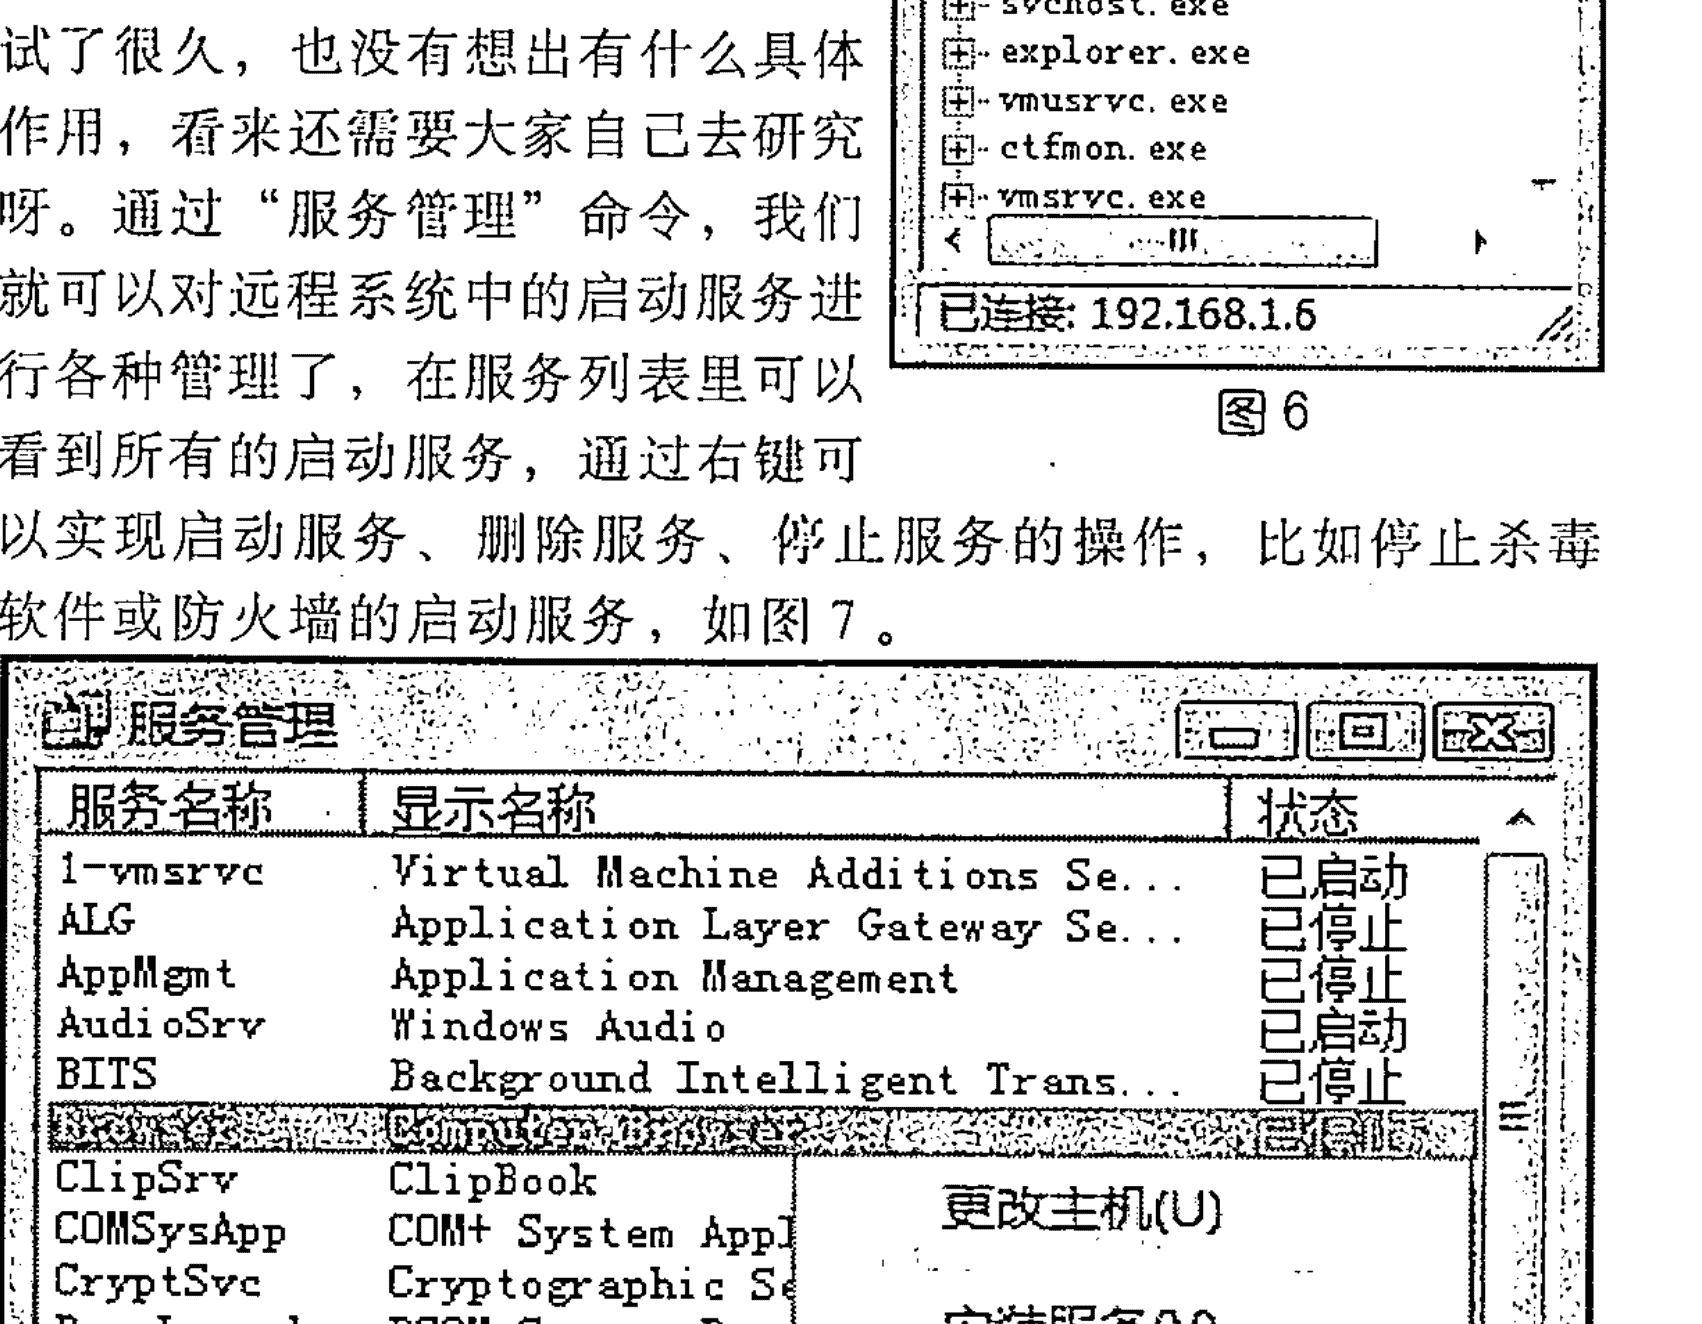 试了很久，也没有想出有什么具体
作用，看来还需要大家自己去研究
呀。通过“服务管理”命令，我们
就可以对远程系统中的启动服务进
行各种管理了，在服务列表里可以
看到所有的启动服务，通过右键可
以实现启动服务、删除服务、停止服务的操作，比如停止杀毒
软件或防火墙的启动服务，如图7。
svchost.exe
explorer.exe
vmusrvc.exe
ctfmon.exe
vmsrvc.exe
已连接: 192.168.1.6
图 6
服务管理
服务名称 显示名称 状态
1-vmsrvc Virtual Machine Additions Se... 已启动
ALG Application Layer Gateway Se... 已停止
AppMgmt Application Management 已停止
AudioSrv Windows Audio 已启动
BITS Background Intelligent Trans... 已停止
Browser Computer Browser 已停止
ClipSrv ClipBook
COMSysApp COM+ System Appl
CryptSvc Cryptographic Se
更改主机(U)